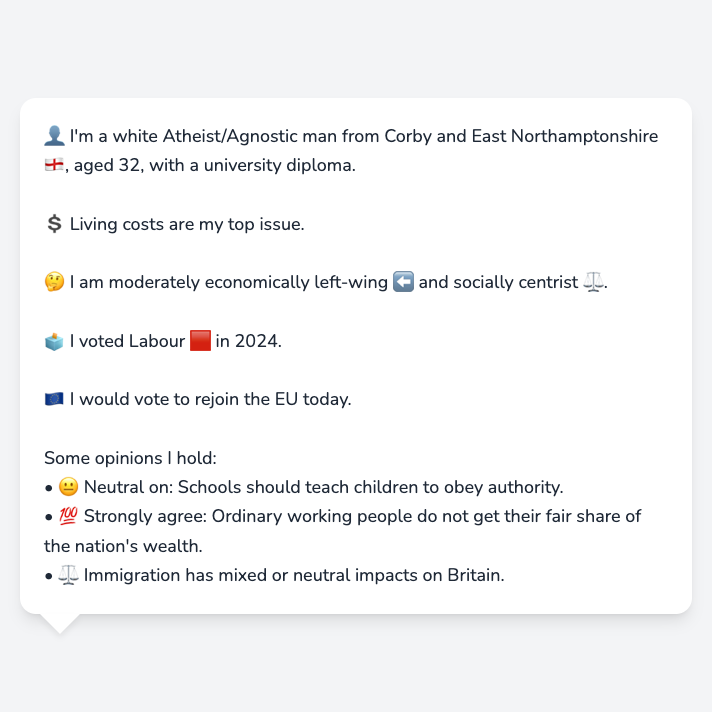 👤 I'm a white Atheist/Agnostic man from Corby and East Northamptonshire
🏴󠁧󠁢󠁥󠁮󠁧󠁿, aged 32, with a university diploma.
💲 Living costs are my top issue.
🤔 I am moderately economically left-wing ⬅️ and socially centrist ⚖️.
🗳️ I voted Labour 🟥 in 2024.
🇪🇺 I would vote to rejoin the EU today.
Some opinions I hold:
• 😐 Neutral on: Schools should teach children to obey authority.
• 💯 Strongly agree: Ordinary working people do not get their fair share of
the nation's wealth.
• ⚖️ Immigration has mixed or neutral impacts on Britain.